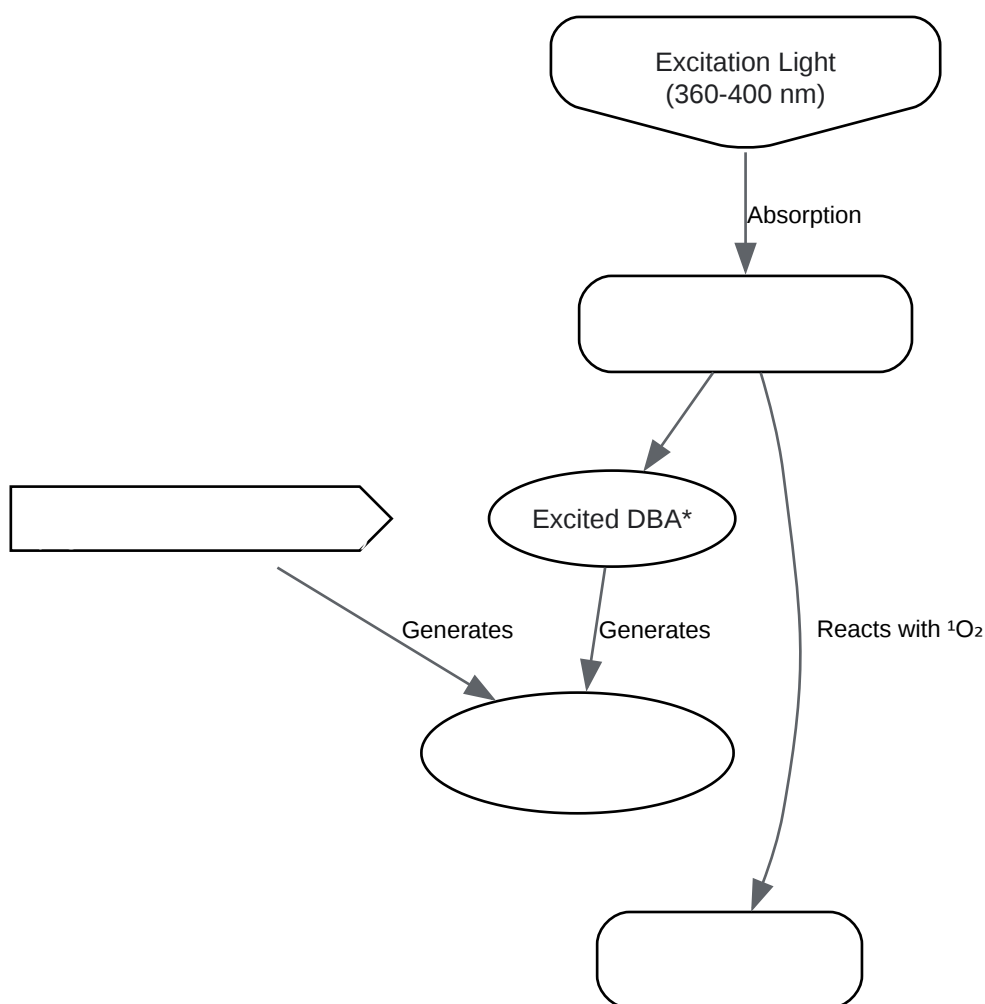 Excitation Light
(360-400 nm)
Absorption
Excited DBA*
Generates
Generates
Reacts with ¹O₂